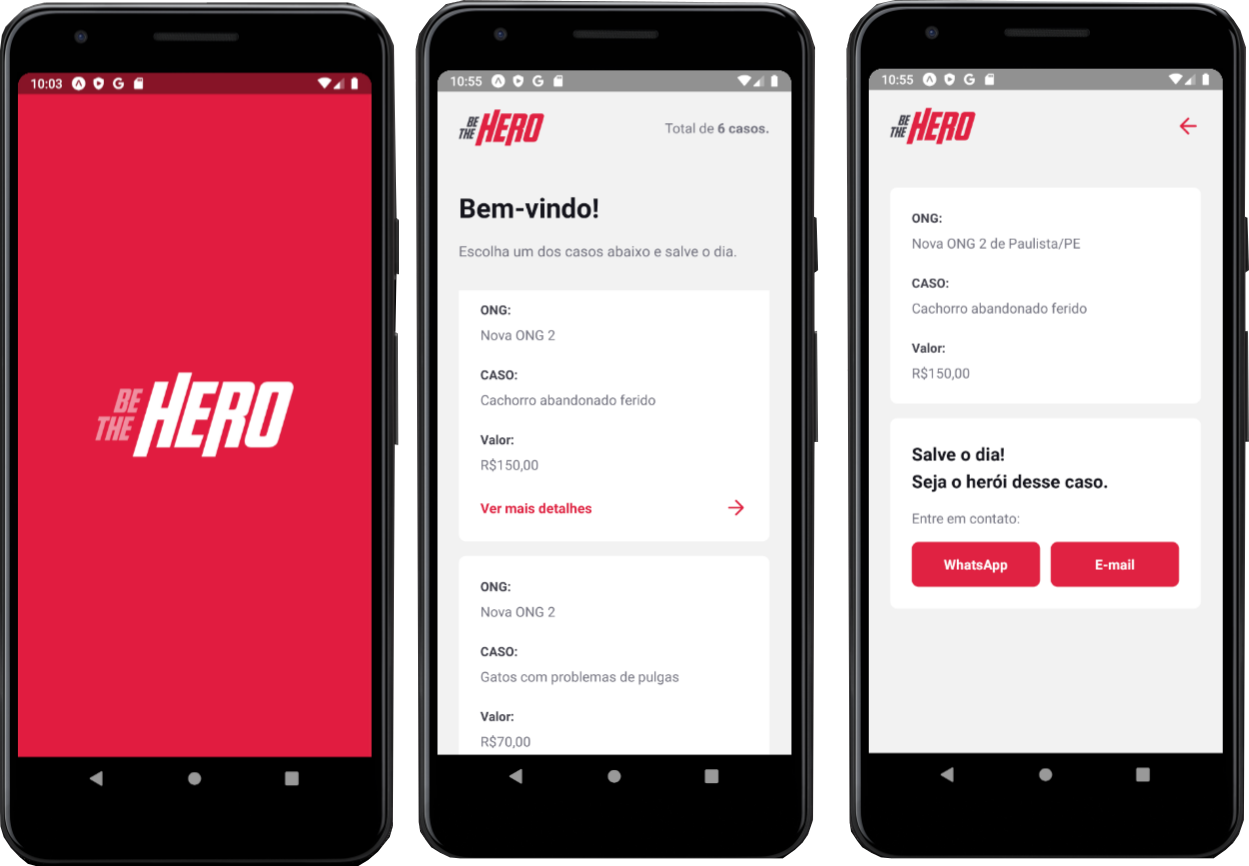 10:03
BE
THE HERO
10:55
BE
THE HERO
Total de 6 casos.
Bem-vindo!
Escolha um dos casos abaixo e salve o dia.
ONG:
Nova ONG 2
CASO:
Cachorro abandonado ferido
Valor:
R$150,00
Ver mais detalhes
ONG:
Nova ONG 2
CASO:
Gatos com problemas de pulgas
Valor:
R$70,00
10:55
BE
THE HERO
ONG:
Nova ONG 2 de Paulista/PE
CASO:
Cachorro abandonado ferido
Valor:
R$150,00
Salve o dia!
Seja o herói desse caso.
Entre em contato:
WhatsApp
E-mail